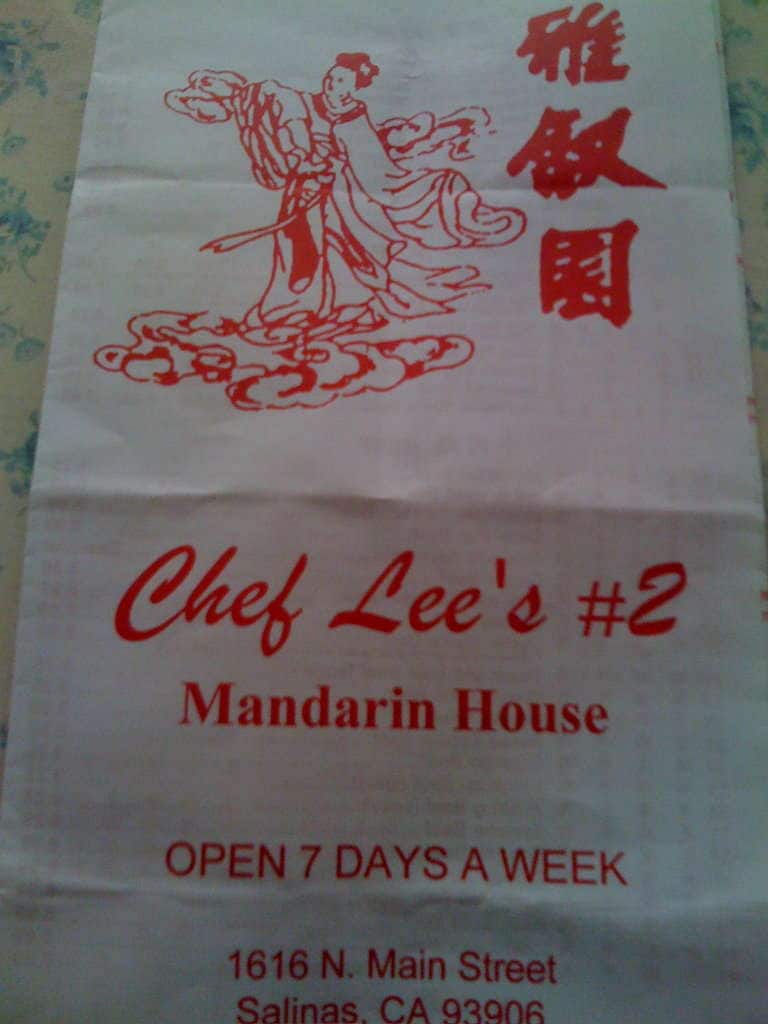 雅叙園
Chef Lee's #2
Mandarin House
OPEN 7 DAYS A WEEK
1616 N. Main Street
Salinas, CA 93906